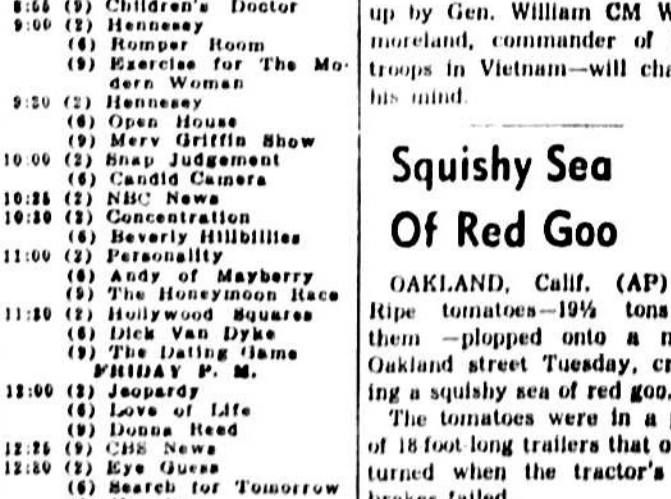 8:55 (9) Children's Doctor
9:00 (2) Hennesey
(6) Romper Room
(9) Exercise for The Mo-
dern Woman
9:30 (2) Hennesey
(6) Open House
(9) Merv Griffin Show
10:00 (2) Snap Judgement
(6) Candid Camera
10:25 (2) NBC News
10:30 (2) Concentration
(6) Beverly Hillbillies
11:00 (2) Personality
(6) Andy of Mayberry
(9) The Honeymoon Race
11:30 (2) Hollywood Squares
(6) Dick Van Dyke
(9) The Dating Game
FRIDAY P. M.
12:00 (2) Jeopardy
(6) Love of Life
(9) Donna Reed
12:25 (9) CBS News
12:30 (2) Eye Guess
(6) Search for Tomorrow
up by Gen. William CM W
moreland, commander of
troops in Vietnam—will cha
his mind.
Squishy Sea
Of Red Goo
OAKLAND, Calif. (AP)
Ripe tomatoes—19½ tons
them —plopped onto a n
Oakland street Tuesday, cr
ing a squishy sea of red goo.
The tomatoes were in a
of 18 foot long trailers that o
turned when the tractor's
brakes failed